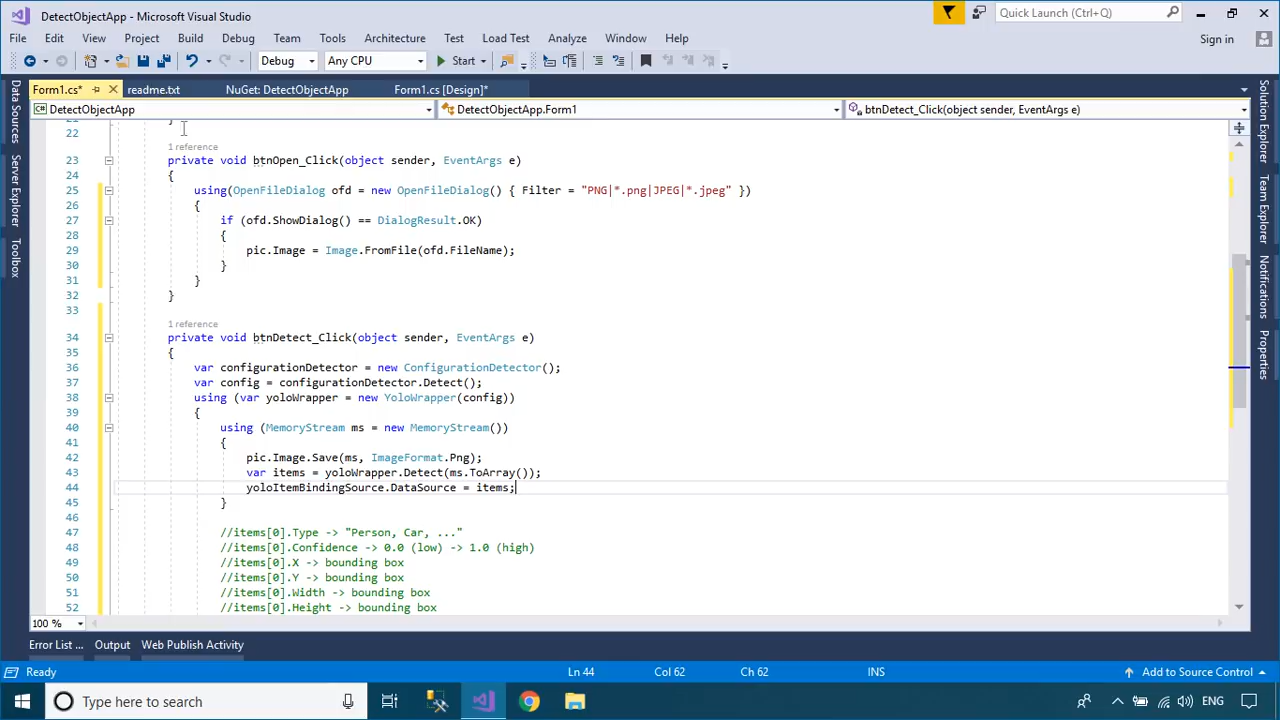 DetectObjectApp - Microsoft Visual Studio
Quick Launch (Ctrl+Q)
File Edit View Project Build Debug Team Tools Architecture Test Load Test Analyze Window Help
Sign in
Debug Any CPU Start
Form1.cs* readme.txt NuGet: DetectObjectApp Form1.cs [Design]*
DetectObjectApp DetectObjectApp.Form1 btnDetect_Click(object sender, EventArgs e)
Data Sources
Server Explorer
Toolbox
Solution Explorer
Team Explorer
Notifications
Properties
21 }
22
1 reference
23 private void btnOpen_Click(object sender, EventArgs e)
24 {
25 using(OpenFileDialog ofd = new OpenFileDialog() { Filter = "PNG|*.png|JPEG|*.jpeg" })
26 {
27 if (ofd.ShowDialog() == DialogResult.OK)
28 {
29 pic.Image = Image.FromFile(ofd.FileName);
30 }
31 }
32 }
33
1 reference
34 private void btnDetect_Click(object sender, EventArgs e)
35 {
36 var configurationDetector = new ConfigurationDetector();
37 var config = configurationDetector.Detect();
38 using (var yoloWrapper = new YoloWrapper(config))
39 {
40 using (MemoryStream ms = new MemoryStream())
41 {
42 pic.Image.Save(ms, ImageFormat.Png);
43 var items = yoloWrapper.Detect(ms.ToArray());
44 yoloItemBindingSource.DataSource = items;
45 }
46
47 //items[0].Type -> "Person, Car, ..."
48 //items[0].Confidence -> 0.0 (low) -> 1.0 (high)
49 //items[0].X -> bounding box
50 //items[0].Y -> bounding box
51 //items[0].Width -> bounding box
52 //items[0].Height -> bounding box
100 %
Error List ... Output Web Publish Activity
Ready Ln 44 Col 62 Ch 62 INS Add to Source Control
Type here to search
ENG